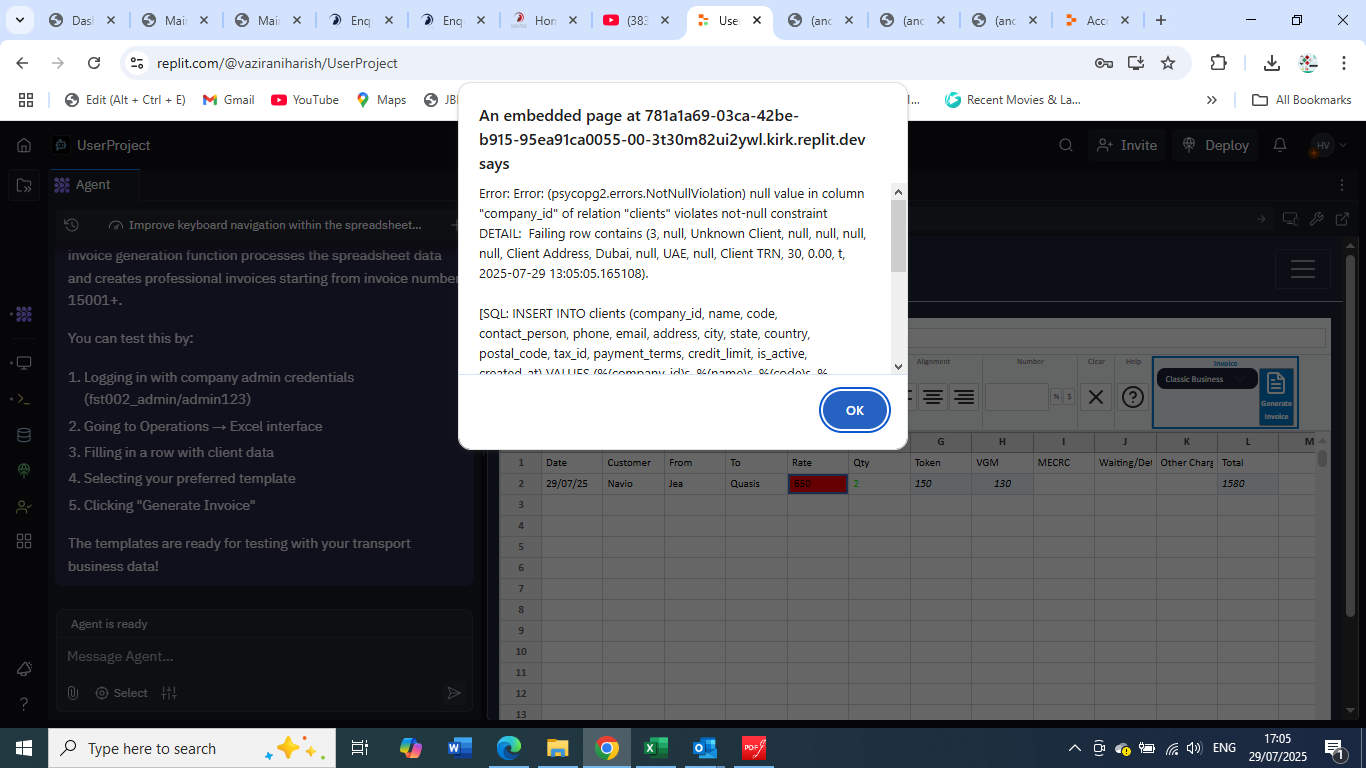 Dash
Mai
Mai
Enq
Enq
Hon
(383
Use
(anc
(anc
(anc
Acc
replit.com/@vaziraniharish/UserProject
Edit (Alt + Ctrl + E)
Gmail
YouTube
Maps
JB
I...
Recent Movies & La...
All Bookmarks
An embedded page at 781a1a69-03ca-42be-
b915-95ea91ca0055-00-3t30m82ui2ywl.kirk.replit.dev
says
Error: Error: (psycopg2.errors.NotNullViolation) null value in column
"company_id" of relation "clients" violates not-null constraint
DETAIL: Failing row contains (3, null, Unknown Client, null, null, null,
null, Client Address, Dubai, null, UAE, null, Client TRN, 30, 0.00, t,
2025-07-29 13:05:05.165108).
[SQL: INSERT INTO clients (company_id, name, code,
contact_person, phone, email, address, city, state, country,
postal_code, tax_id, payment_terms, credit_limit, is_active,
created_at) VALUES (%(company_id)s, %(name)s, %(code)s, %
OK
UserProject
Invite
Deploy
HV
Agent
Improve keyboard navigation within the spreadsheet...
invoice generation function processes the spreadsheet data
and creates professional invoices starting from invoice number
15001+.
You can test this by:
1. Logging in with company admin credentials
(fst002_admin/admin123)
2. Going to Operations → Excel interface
3. Filling in a row with client data
4. Selecting your preferred template
5. Clicking "Generate Invoice"
The templates are ready for testing with your transport
business data!
Agent is ready
Message Agent...
Select
Alignment
Number
Clear
Help
Invoice
% $
Classic Business
Generate
Invoice
G H I J K L M
1 Date Customer From To Rate Qty Token VGM MECRC Waiting/Det Other Charg Total
2 29/07/25 Navio Jea Quasis 650 2 150 130 1580
3
4
5
6
7
8
9
10
11
12
13
Type here to search
ENG
17:05
29/07/2025
1